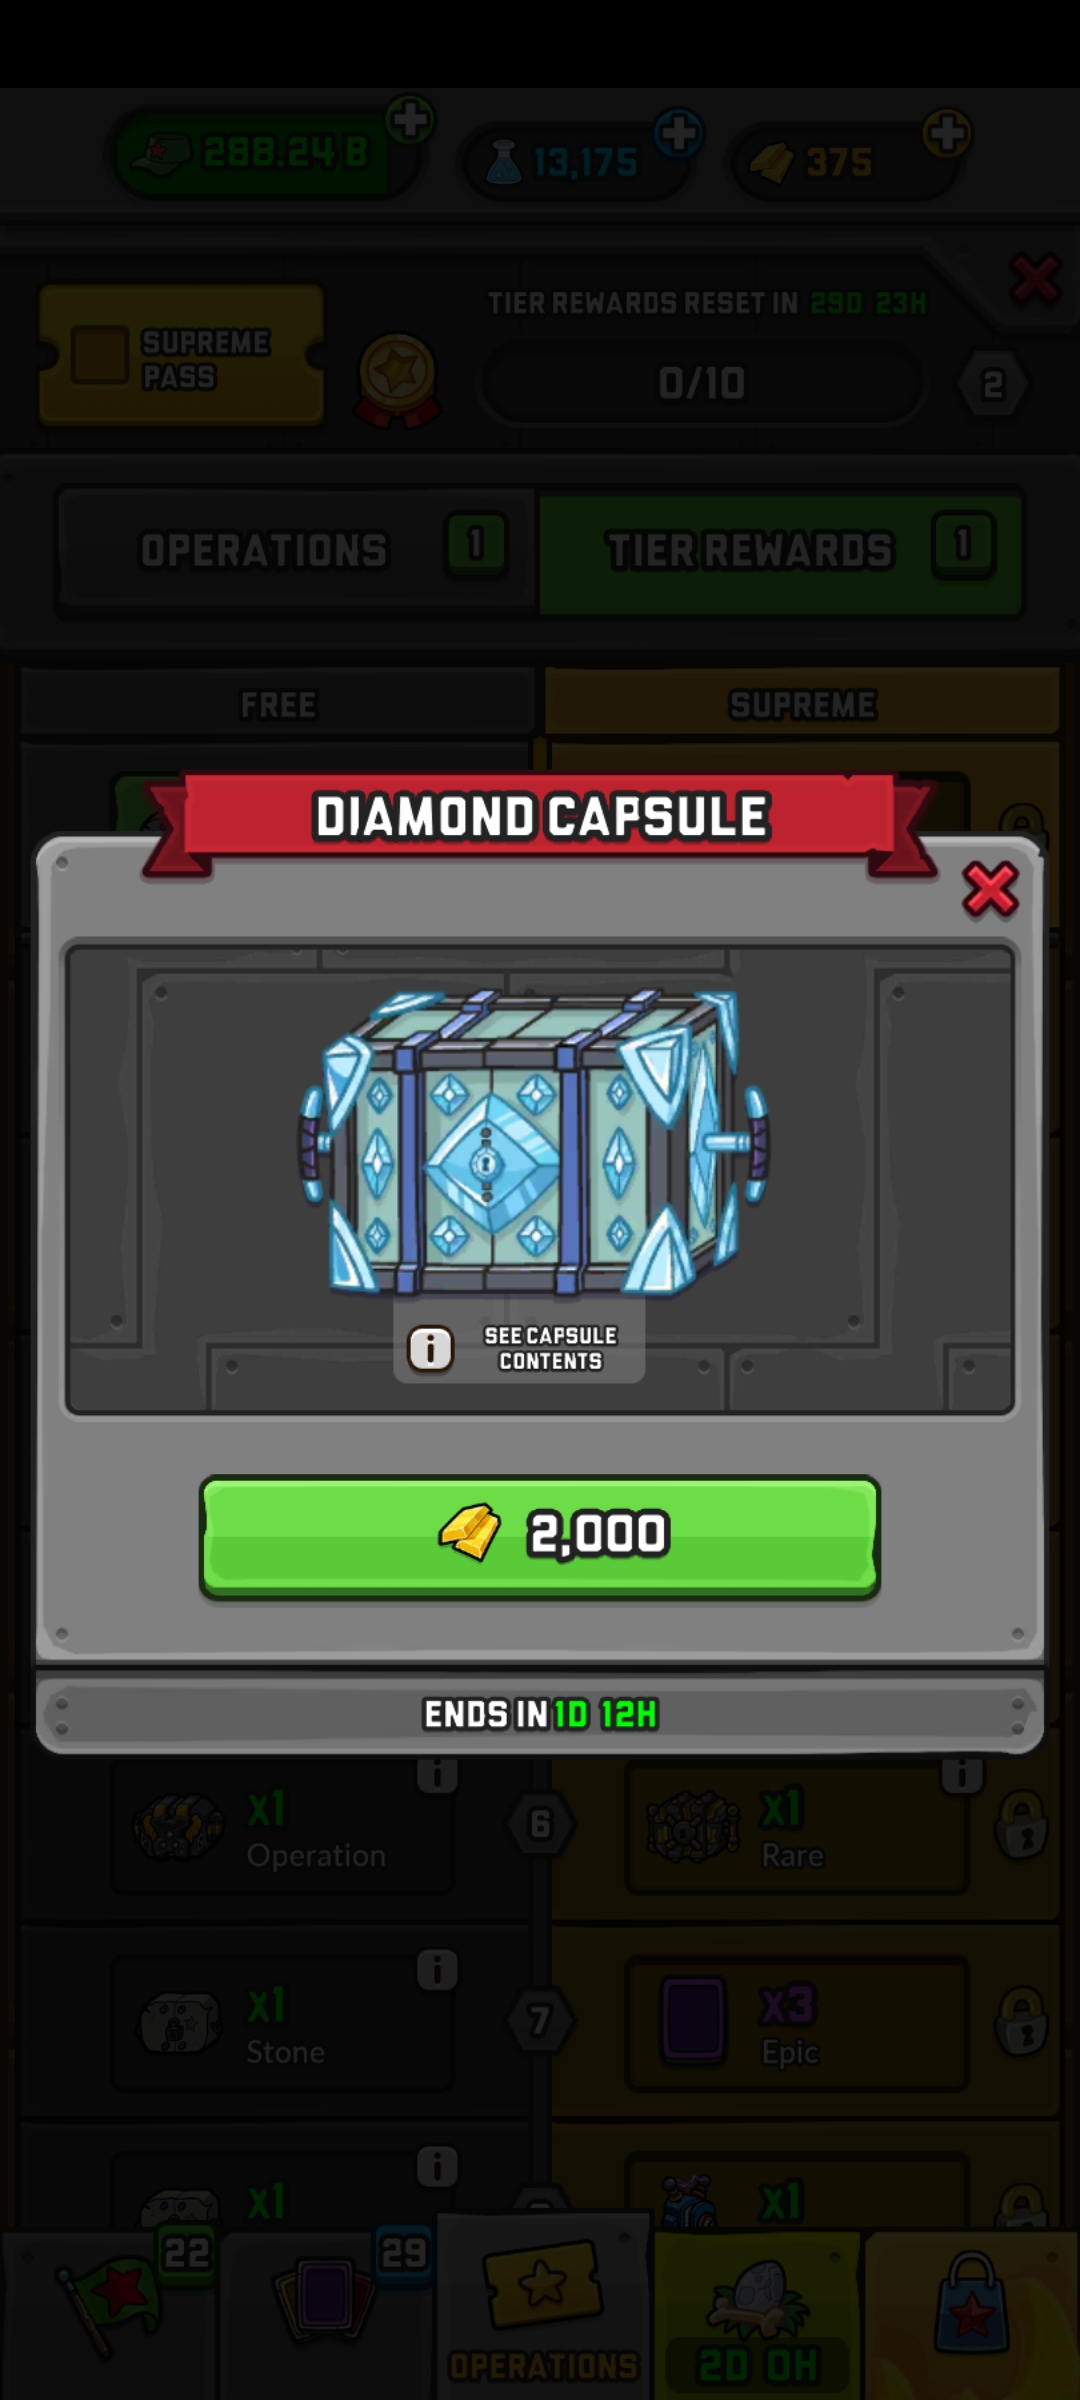 288.24 B
13,175
375
TIER REWARDS RESET IN 29D 23H
SUPREME
PASS
0/10
2
OPERATIONS 1
TIER REWARDS 1
FREE
SUPREME
DIAMOND CAPSULE
i
SEE CAPSULE
CONTENTS
2,000
ENDS IN 1D 12H
i
i
X1
Operation
6
X1
Rare
i
X1
Stone
7
X3
Epic
i
X1
X1
22
29
OPERATIONS
2D 0H